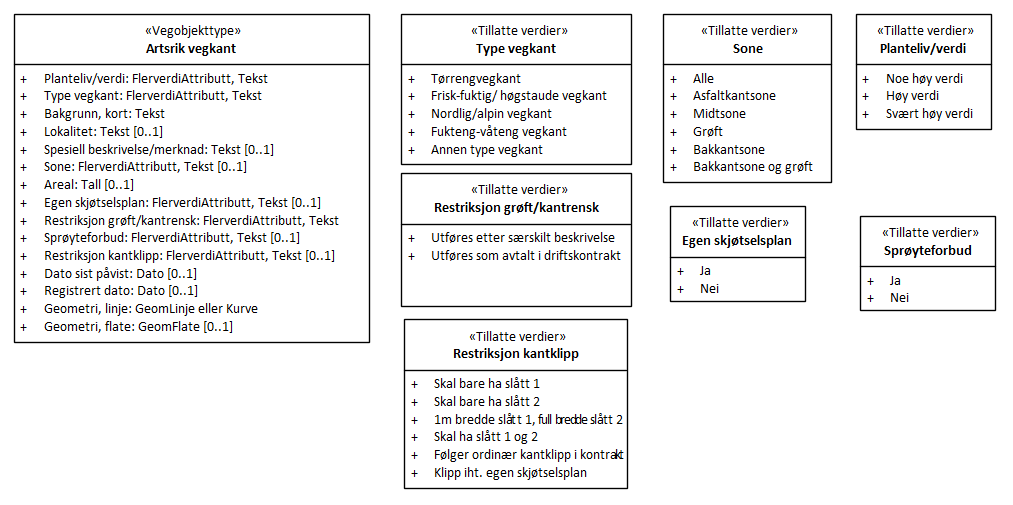 «Vegobjekttype»
Artsrik vegkant
+ Planteliv/verdi: FlerverdiAttributt, Tekst
+ Type vegkant: FlerverdiAttributt, Tekst
+ Bakgrunn, kort: Tekst
+ Lokalitet: Tekst [0..1]
+ Spesiell beskrivelse/merknad: Tekst [0..1]
+ Sone: FlerverdiAttributt, Tekst [0..1]
+ Areal: Tall [0..1]
+ Egen skjøtselsplan: FlerverdiAttributt, Tekst [0..1]
+ Restriksjon grøft/kantrensk: FlerverdiAttributt, Tekst
+ Sprøyteforbud: FlerverdiAttributt, Tekst [0..1]
+ Restriksjon kantklipp: FlerverdiAttributt, Tekst [0..1]
+ Dato sist påvist: Dato [0..1]
+ Registrert dato: Dato [0..1]
+ Geometri, linje: GeomLinje eller Kurve
+ Geometri, flate: GeomFlate [0..1]
«Tillatte verdier»
Type vegkant
+ Tørrengvegkant
+ Frisk-fuktig/ høgstaude vegkant
+ Nordlig/alpin vegkant
+ Fukteng-våteng vegkant
+ Annen type vegkant
«Tillatte verdier»
Restriksjon grøft/kantrensk
+ Utføres etter særskilt beskrivelse
+ Utføres som avtalt i driftskontrakt
«Tillatte verdier»
Restriksjon kantklipp
+ Skal bare ha slått 1
+ Skal bare ha slått 2
+ 1m bredde slått 1, full bredde slått 2
+ Skal ha slått 1 og 2
+ Følger ordinær kantklipp i kontrakt
+ Klipp iht. egen skjøtselsplan
«Tillatte verdier»
Sone
+ Alle
+ Asfaltkantsone
+ Midtsone
+ Grøft
+ Bakkantsone
+ Bakkantsone og grøft
«Tillatte verdier»
Egen skjøtselsplan
+ Ja
+ Nei
«Tillatte verdier»
Planteliv/verdi
+ Noe høy verdi
+ Høy verdi
+ Svært høy verdi
«Tillatte verdier»
Sprøyteforbud
+ Ja
+ Nei